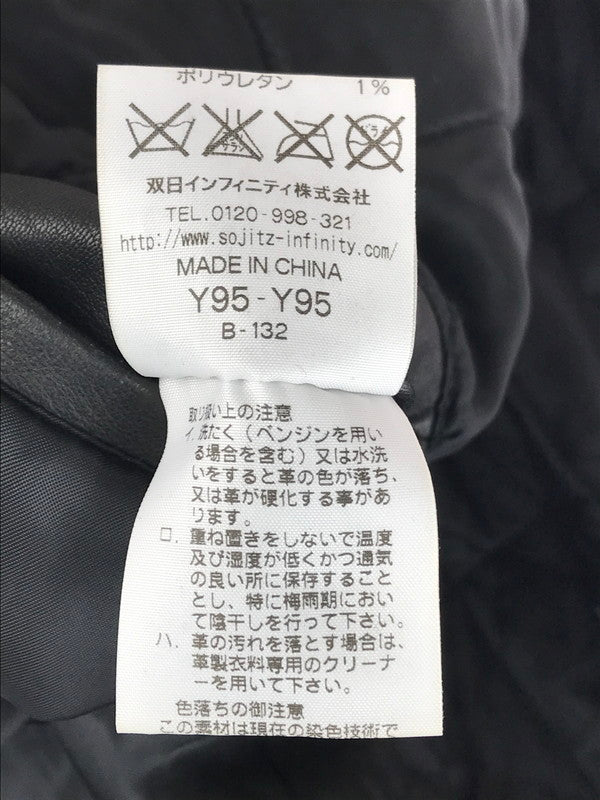 ポリウレタン 1%
双日インフィニティ株式会社
TEL.0120-998-321
http://www.sojitz-infinity.com/
MADE IN CHINA
Y95-Y95
B-132
取り扱い上の注意
イ.洗たく(ベンジンを用い
る場合を含む)又は水洗
いをすると革の色が落ち、
又は革が硬化する事があ
ります。
ロ.重ね置きをしないで温度
及び湿度が低くかつ通気
の良い所に保存すること
とし、特に梅雨期におい
て陰干しを行って下さい。
ハ.革の汚れを落とす場合は、
革製衣料専用のクリーナ
ーを用いて下さい。
色落ちの御注意
この素材は現在の染色技術で